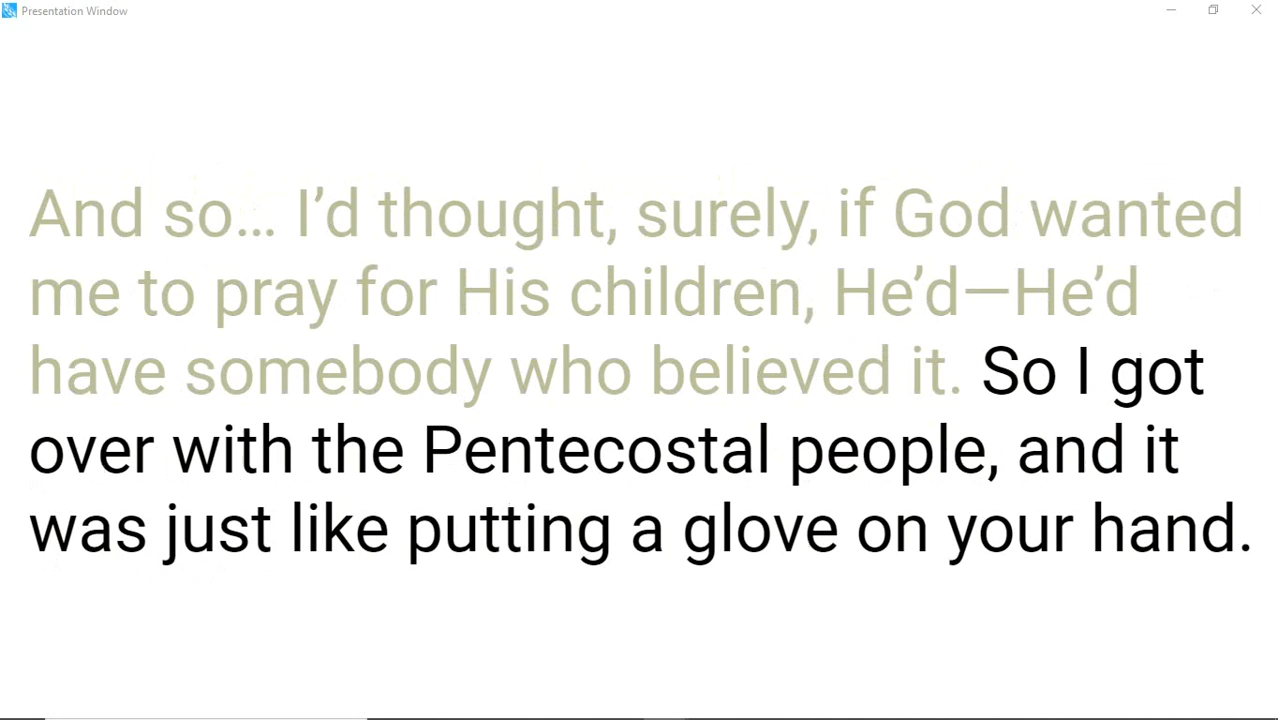 Presentation Window
And so… I’d thought, surely, if God wanted
me to pray for His children, He’d—He’d
have somebody who believed it. So I got
over with the Pentecostal people, and it
was just like putting a glove on your hand.